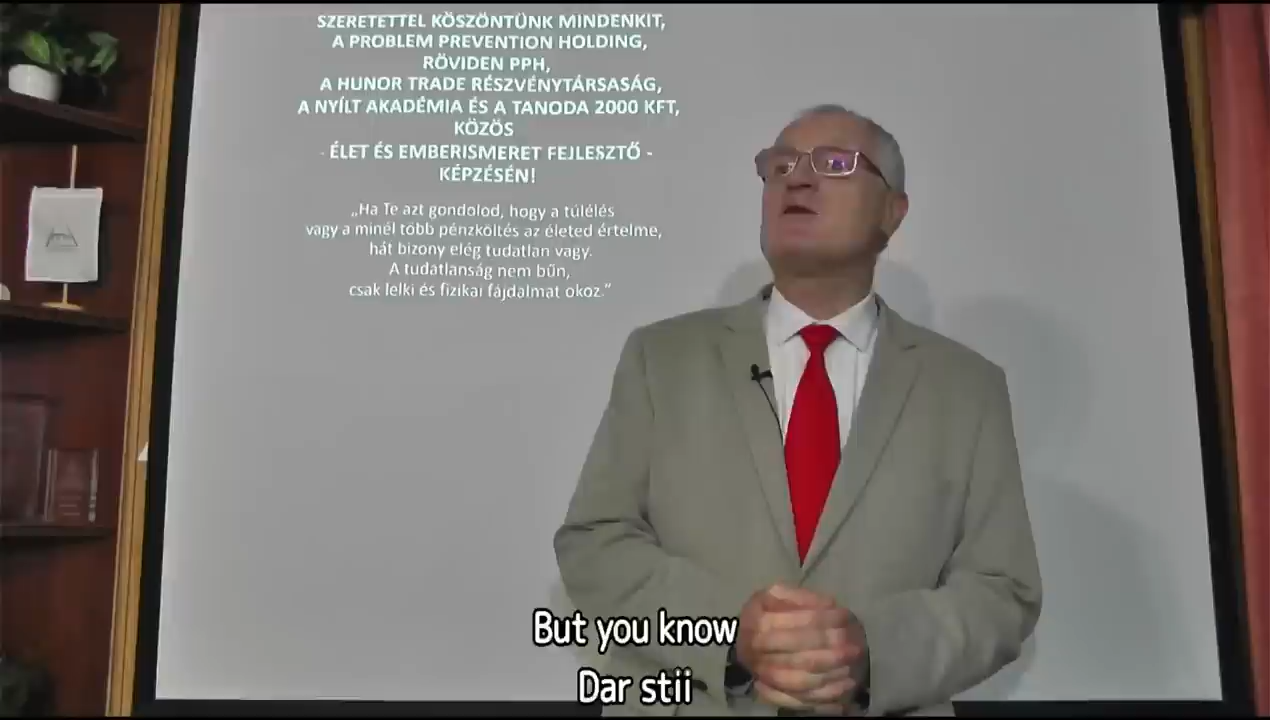 SZERETETTEL KÖSZÖNTÜNK MINDENKIT,
A PROBLEM PREVENTION HOLDING,
RÖVIDEN PPH,
A HUNOR TRADE RÉSZVÉNYTÁRSASÁG,
A NYÍLT AKADÉMIA ÉS A TANODA 2000 KFT,
KÖZÖS
- ÉLET ÉS EMBERISMERET FEJLESZTŐ -
KÉPZÉSÉN!
„Ha Te azt gondolod, hogy a túlélés
vagy a minél több pénzköltés az életed értelme,
hát bizony elég tudatlan vagy.
A tudatlanság nem bűn,
csak lelki és fizikai fájdalmat okoz.”
But you know
Dar stii